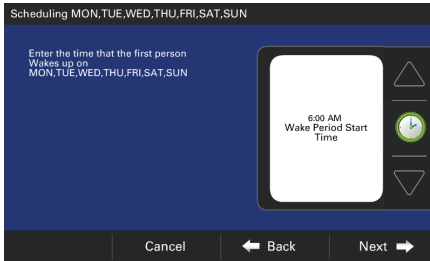 Scheduling MON,TUE,WED,THU,FRI,SAT,SUN
Enter the time that the first person
Wakes up on
MON,TUE,WED,THU,FRI,SAT,SUN
6:00 AM
Wake Period Start
Time
Cancel
Back
Next